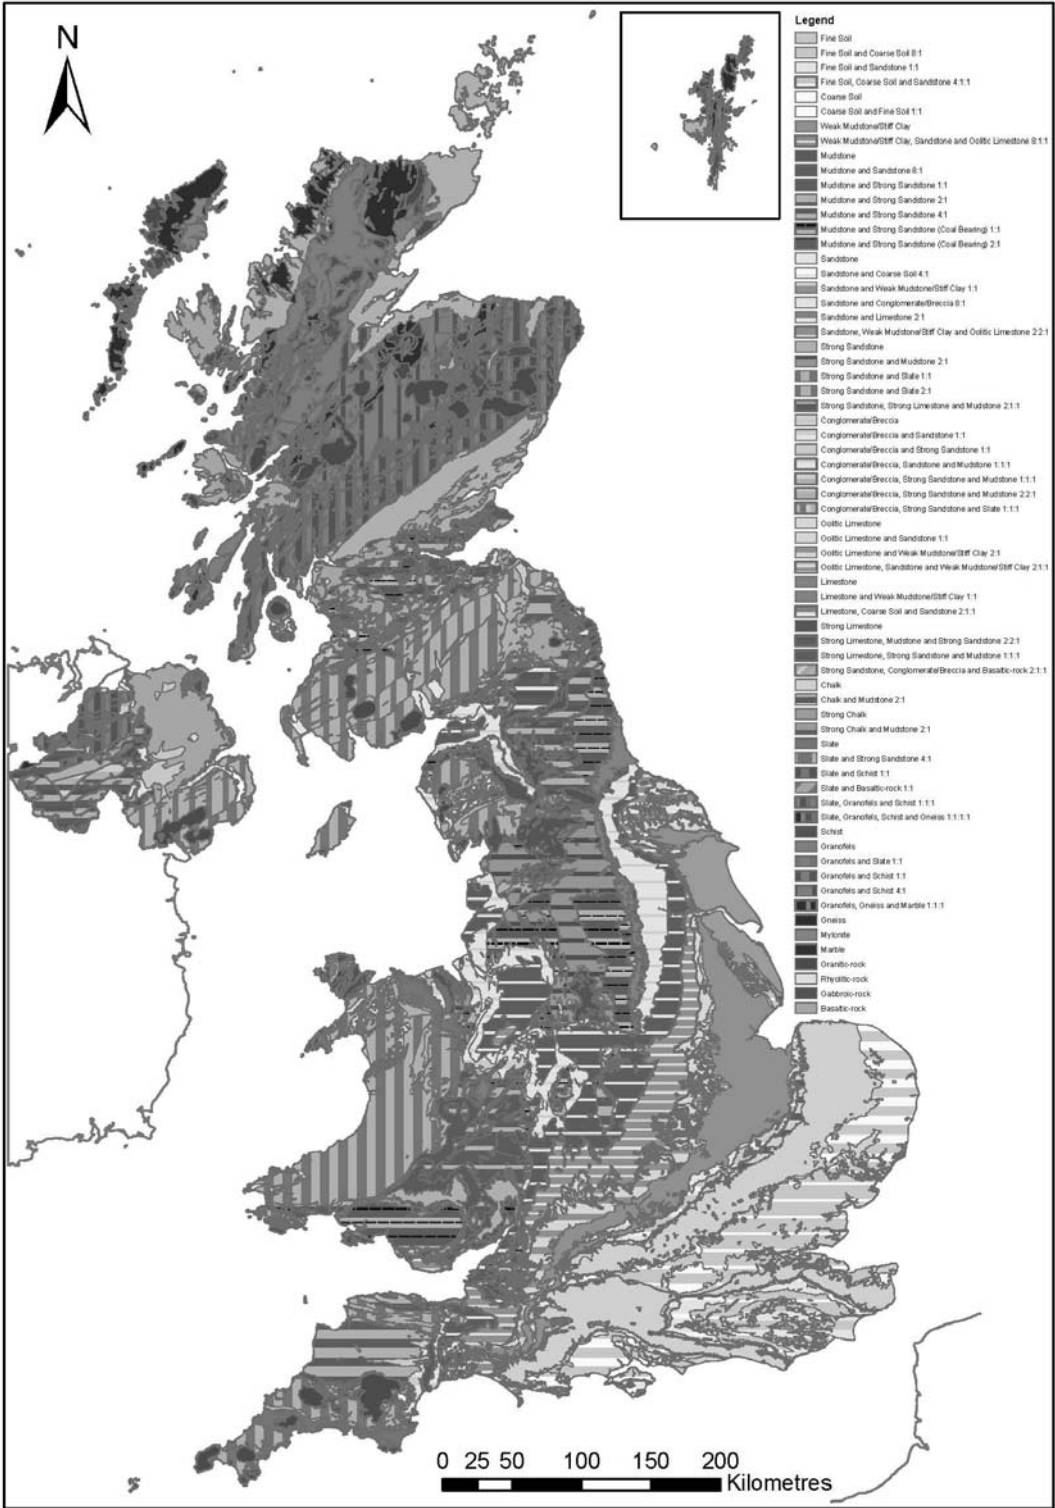 N
Legend
Fine Soil
Fine Soil and Coarse Soil 8:1
Fine Soil and Sandstone 1:1
Fine Soil, Coarse Soil and Sandstone 4:1:1
Coarse Soil
Coarse Soil and Fine Soil 1:1
Weak Mudstone/Stiff Clay
Weak Mudstone/Stiff Clay, Sandstone and Oolitic Limestone 8:1:1
Mudstone
Mudstone and Sandstone 8:1
Mudstone and Strong Sandstone 1:1
Mudstone and Strong Sandstone 2:1
Mudstone and Strong Sandstone 4:1
Mudstone and Strong Sandstone (Coal Bearing) 1:1
Mudstone and Strong Sandstone (Coal Bearing) 2:1
Sandstone
Sandstone and Coarse Soil 4:1
Sandstone and Weak Mudstone/Stiff Clay 1:1
Sandstone and Conglomerate/Breccia 8:1
Sandstone and Limestone 2:1
Sandstone, Weak Mudstone/Stiff Clay and Oolitic Limestone 2:2:1
Strong Sandstone
Strong Sandstone and Mudstone 2:1
Strong Sandstone and Slate 1:1
Strong Sandstone and Slate 2:1
Strong Sandstone, Strong Limestone and Mudstone 2:1:1
Conglomerate/Breccia
Conglomerate/Breccia and Sandstone 1:1
Conglomerate/Breccia and Strong Sandstone 1:1
Conglomerate/Breccia, Sandstone and Mudstone 1:1:1
Conglomerate/Breccia, Strong Sandstone and Mudstone 1:1:1
Conglomerate/Breccia, Strong Sandstone and Mudstone 2:2:1
Conglomerate/Breccia, Strong Sandstone and Slate 1:1:1
Oolitic Limestone
Oolitic Limestone and Sandstone 1:1
Oolitic Limestone and Weak Mudstone/Stiff Clay 2:1
Oolitic Limestone, Sandstone and Weak Mudstone/Stiff Clay 2:1:1
Limestone
Limestone and Weak Mudstone/Stiff Clay 1:1
Limestone, Coarse Soil and Sandstone 2:1:1
Strong Limestone
Strong Limestone, Mudstone and Strong Sandstone 2:2:1
Strong Limestone, Strong Sandstone and Mudstone 1:1:1
Strong Sandstone, Conglomerate/Breccia and Basaltic-rock 2:1:1
Chalk
Chalk and Mudstone 2:1
Strong Chalk
Strong Chalk and Mudstone 2:1
Slate
Slate and Strong Sandstone 4:1
Slate and Schist 1:1
Slate and Basaltic-rock 1:1
Slate, Granofels and Schist 1:1:1
Slate, Granofels, Schist and Gneiss 1:1:1:1
Schist
Granofels
Granofels and Slate 1:1
Granofels and Schist 1:1
Granofels and Schist 4:1
Granofels, Gneiss and Marble 1:1:1
Gneiss
Mylonite
Marble
Granitic-rock
Rhyolitic-rock
Gabbroic-rock
Basaltic-rock
0 25 50 100 150 200
Kilometres